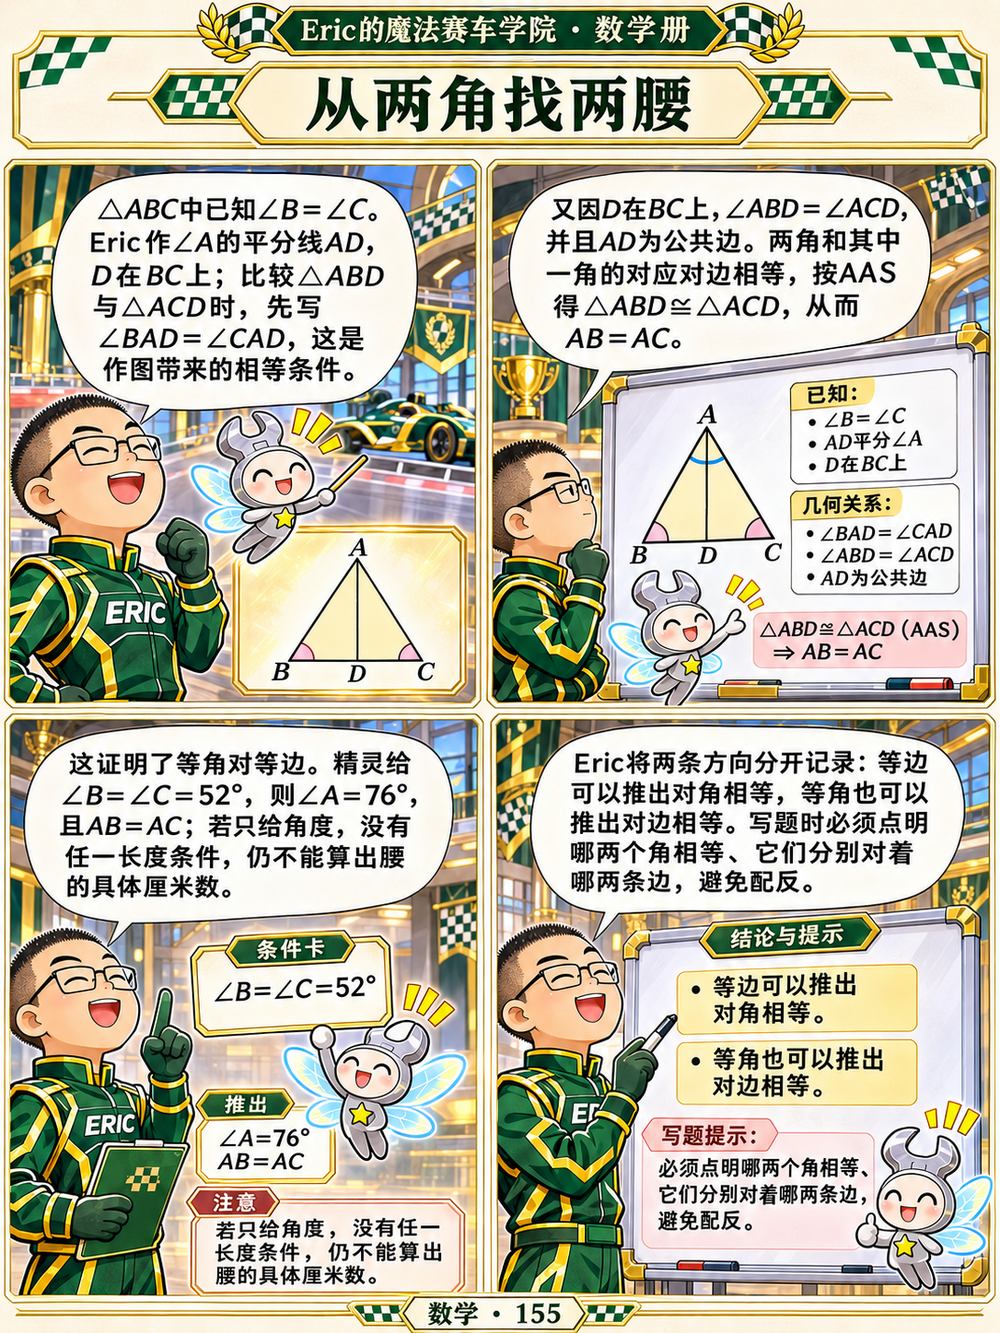 Eric的魔法赛车学院 · 数学册
从两角找两腰
△ABC中已知∠B=∠C。
Eric作∠A的平分线AD，
D在BC上；比较△ABD
与△ACD时，先写
∠BAD=∠CAD，这是
作图带来的相等条件。
ERIC
A
B
D
C
又因D在BC上，∠ABD=∠ACD，
并且AD为公共边。两角和其中
一角的对应对边相等，按AAS
得△ABD≅△ACD，从而
AB=AC。
A
B
D
C
已知：
• ∠B=∠C
• AD平分∠A
• D在BC上
几何关系：
• ∠BAD=∠CAD
• ∠ABD=∠ACD
• AD为公共边
△ABD≅△ACD (AAS)
⇒ AB=AC
这证明了等角对等边。精灵给
∠B=∠C=52°，则∠A=76°，
且AB=AC；若只给角度，没有
任一长度条件，仍不能算出腰
的具体厘米数。
ERIC
条件卡
∠B=∠C=52°
推出
∠A=76°
AB=AC
注意
若只给角度，没有任一
长度条件，仍不能算出
腰的具体厘米数。
Eric将两条方向分开记录：等边
可以推出对角相等，等角也可以
推出对边相等。写题时必须点明
哪两个角相等、它们分别对着
哪两条边，避免配反。
结论与提示
• 等边可以推出
对角相等。
• 等角也可以推出
对边相等。
写题提示：
必须点明哪两个角相等、
它们分别对着哪两条边，
避免配反。
数学 · 155